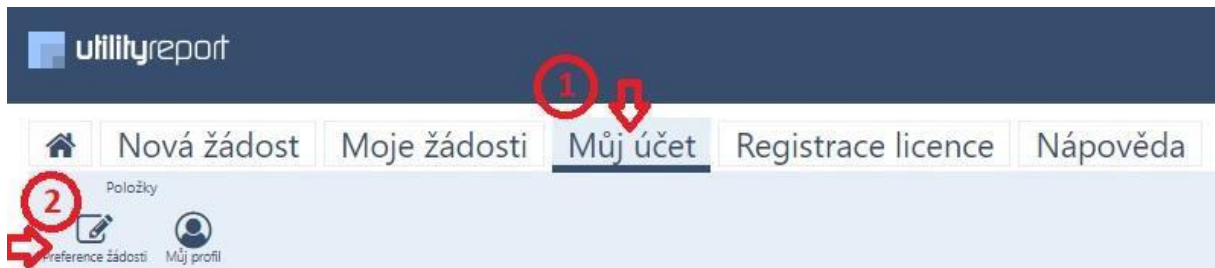 utilityreport
1
Nová žádost Moje žádosti Můj účet Registrace licence Nápověda
Položky
2
Preference žádosti Můj profil